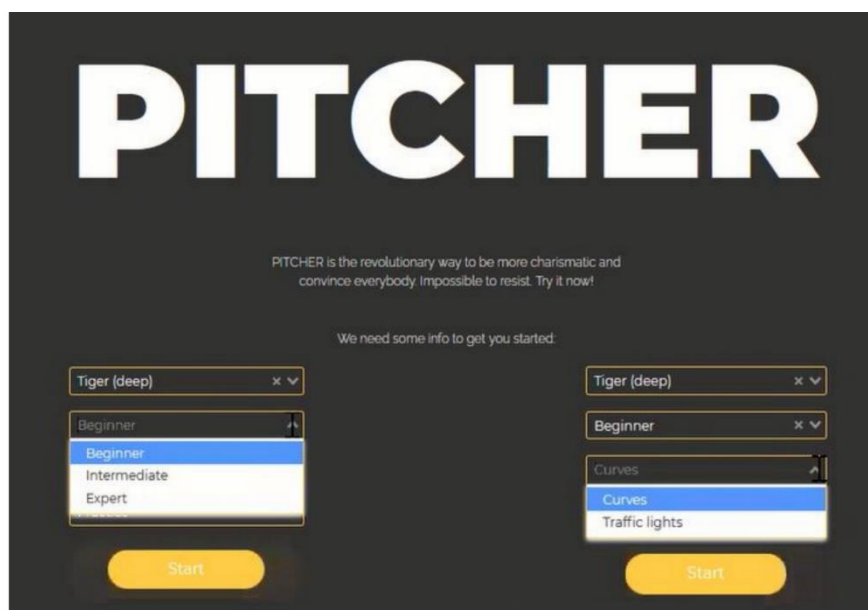 PITCHER
PITCHER is the revolutionary way to be more charismatic and
convince everybody. Impossible to resist. Try it now!
We need some info to get you started:
Tiger (deep)
Beginner
Beginner
Intermediate
Expert
Start
Tiger (deep)
Beginner
Curves
Curves
Traffic lights
Start